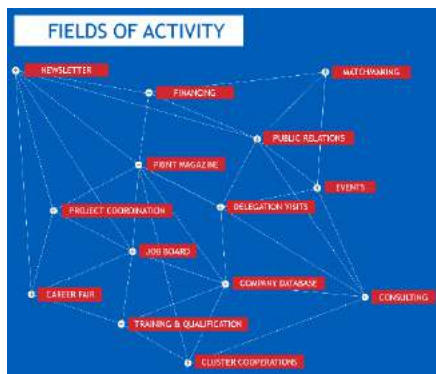 FIELDS OF ACTIVITY
NEWSLETTER
MATCHMAKING
FINANCING
PUBLIC RELATIONS
PRINT MAGAZINE
EVENTS
PROJECT COORDINATION
DELEGATION VISITS
JOB BOARD
COMPANY DATABASE
CAREER FAIR
CONSULTING
TRAINING & QUALIFICATION
CLUSTER COOPERATIONS